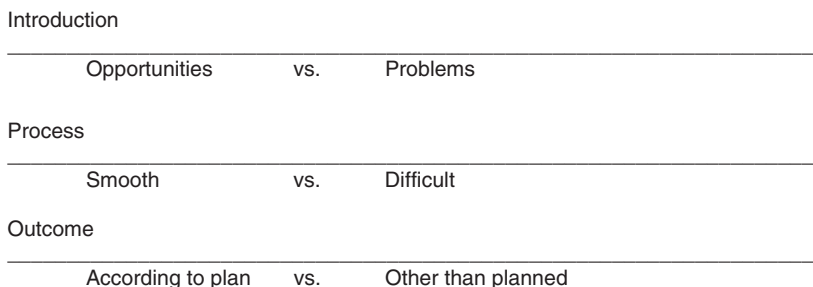 Introduction
Opportunities vs. Problems
Process
Smooth vs. Difficult
Outcome
According to plan vs. Other than planned